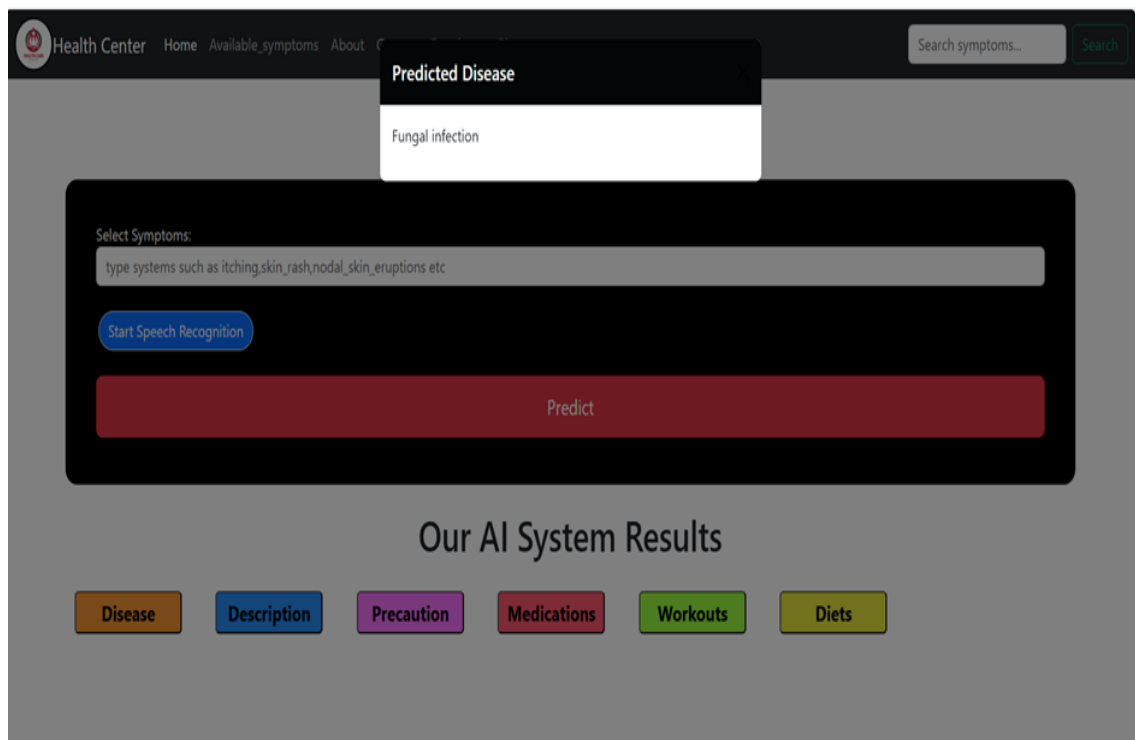 Health Center Home Available_symptoms About
Search symptoms... Search
Predicted Disease
Fungal infection
Select Symptoms:
type systems such as itching,skin_rash,nodal_skin_eruptions etc
Start Speech Recognition
Predict
Our AI System Results
Disease Description Precaution Medications Workouts Diets